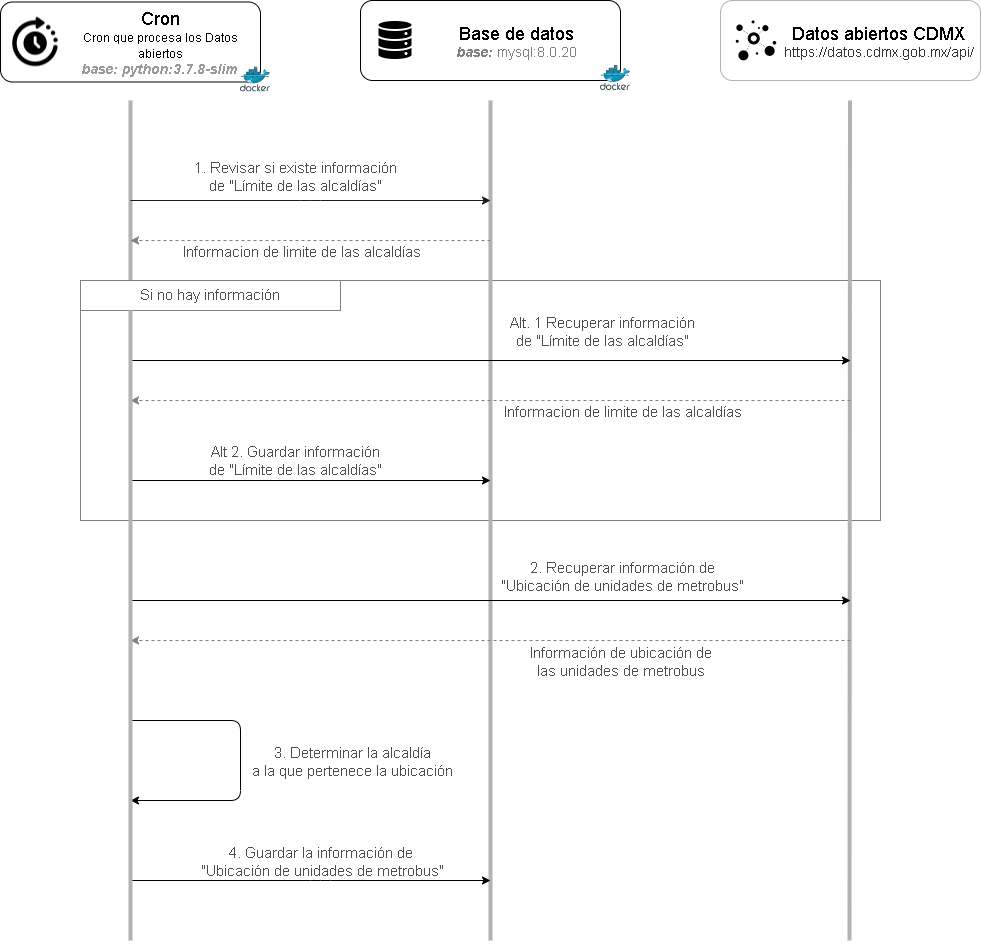 Cron
Cron que procesa los Datos
abiertos
base: python:3.7.8-slim
docker
Base de datos
base: mysql:8.0.20
docker
Datos abiertos CDMX
https://datos.cdmx.gob.mx/api/
1. Revisar si existe información
de "Límite de las alcaldías"
Informacion de limite de las alcaldías
Si no hay información
Alt. 1 Recuperar información
de "Límite de las alcaldías"
Informacion de limite de las alcaldías
Alt 2. Guardar información
de "Límite de las alcaldías"
2. Recuperar información de
"Ubicación de unidades de metrobus"
Información de ubicación de
las unidades de metrobus
3. Determinar la alcaldía
a la que pertenece la ubicación
4. Guardar la información de
"Ubicación de unidades de metrobus"